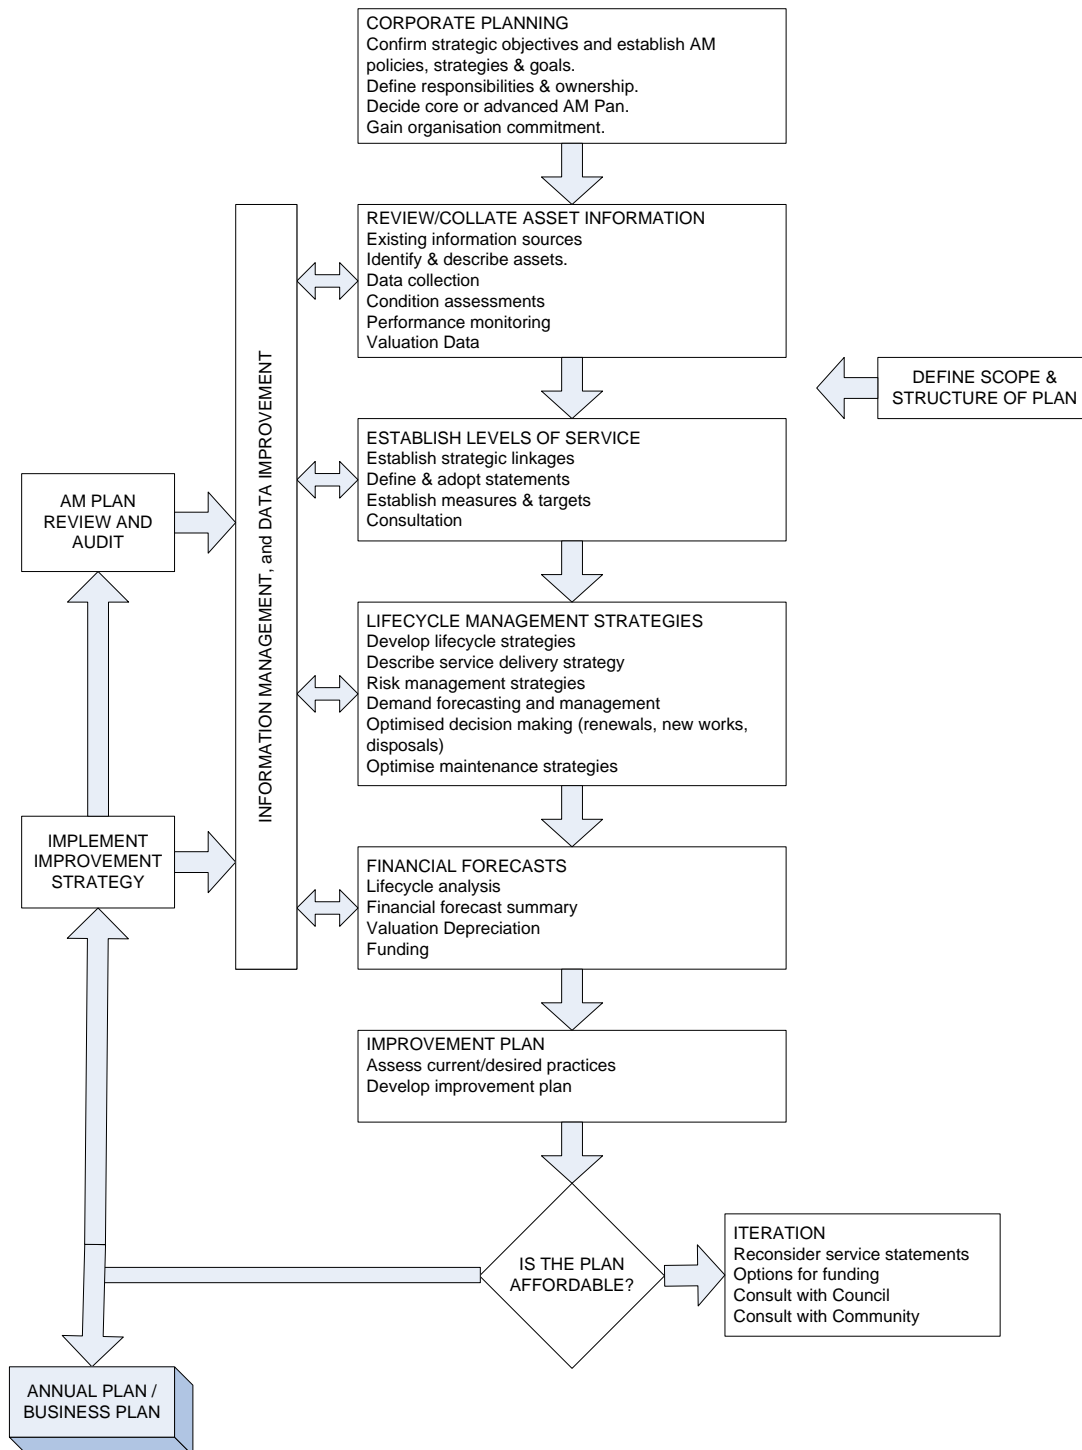 CORPORATE PLANNING
Confirm strategic objectives and establish AM
policies, strategies & goals.
Define responsibilities & ownership.
Decide core or advanced AM Pan.
Gain organisation commitment.
REVIEW/COLLATE ASSET INFORMATION
Existing information sources
Identify & describe assets.
Data collection
Condition assessments
Performance monitoring
Valuation Data
DEFINE SCOPE &
STRUCTURE OF PLAN
INFORMATION MANAGEMENT, and DATA IMPROVEMENT
ESTABLISH LEVELS OF SERVICE
Establish strategic linkages
Define & adopt statements
Establish measures & targets
Consultation
AM PLAN
REVIEW AND
AUDIT
LIFECYCLE MANAGEMENT STRATEGIES
Develop lifecycle strategies
Describe service delivery strategy
Risk management strategies
Demand forecasting and management
Optimised decision making (renewals, new works,
disposals)
Optimise maintenance strategies
IMPLEMENT
IMPROVEMENT
STRATEGY
FINANCIAL FORECASTS
Lifecycle analysis
Financial forecast summary
Valuation Depreciation
Funding
IMPROVEMENT PLAN
Assess current/desired practices
Develop improvement plan
IS THE PLAN
AFFORDABLE?
ITERATION
Reconsider service statements
Options for funding
Consult with Council
Consult with Community
ANNUAL PLAN /
BUSINESS PLAN